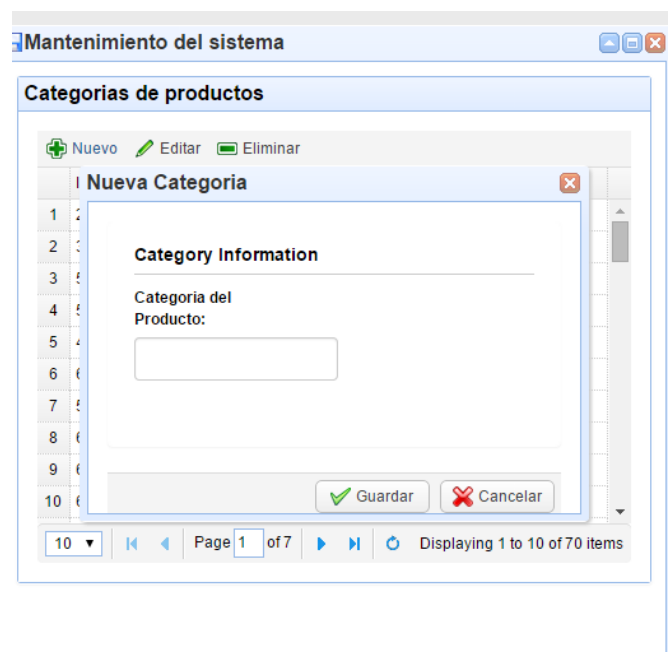 Mantenimiento del sistema
Categorias de productos
Nuevo Editar Eliminar
Nueva Categoria
1
2
3
4
5
6
7
8
9
10
Category Information
Categoria del
Producto:
Guardar Cancelar
10 Page 1 of 7 Displaying 1 to 10 of 70 items